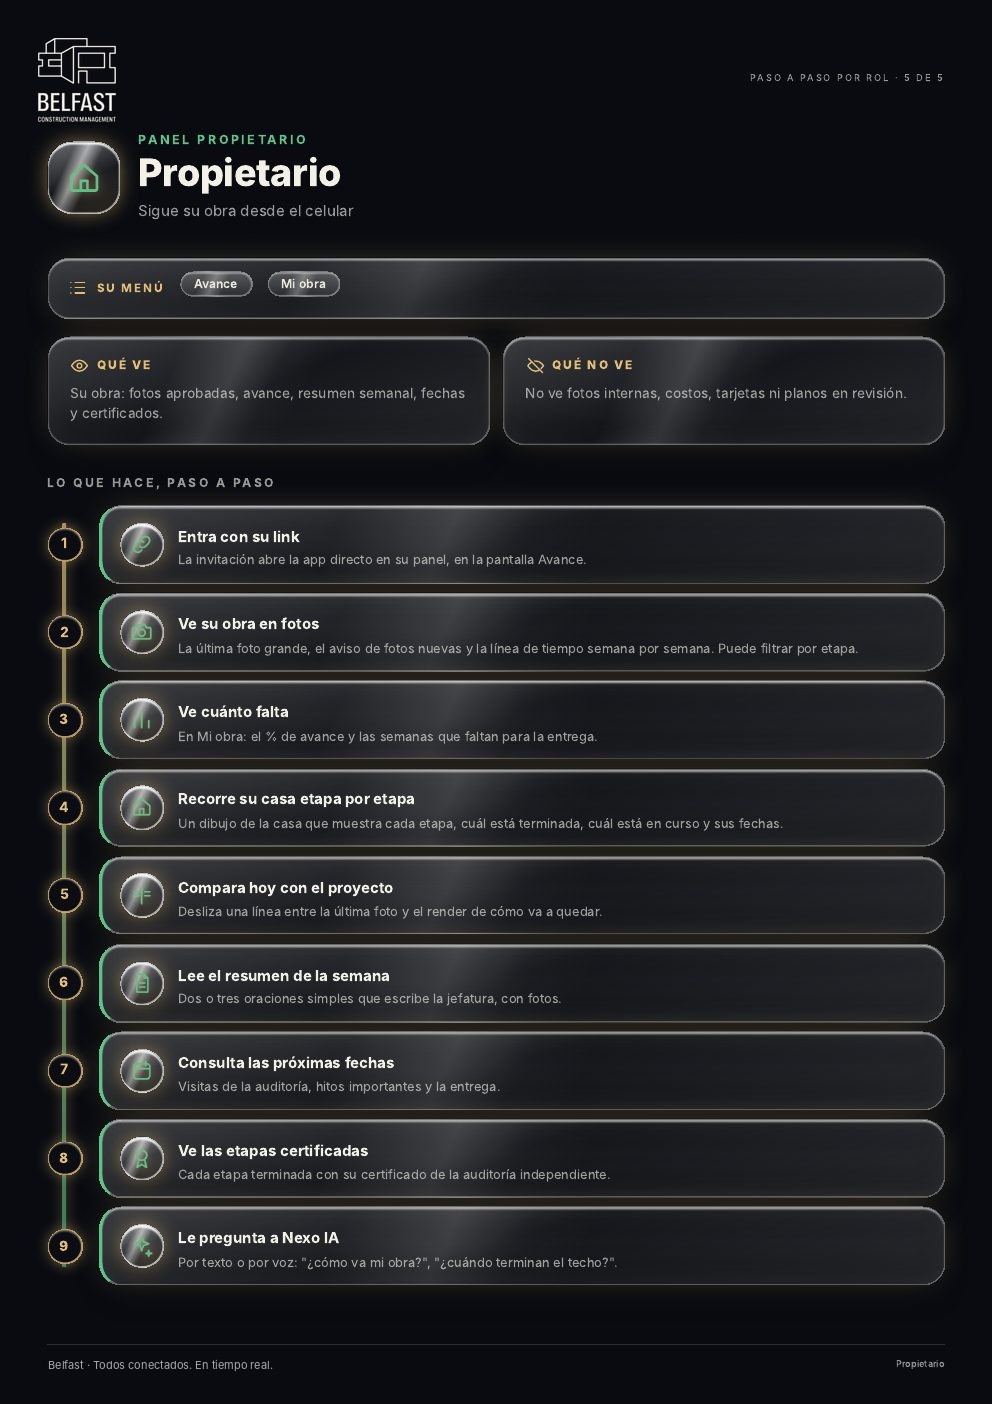 BELFAST
CONSTRUCTION MANAGEMENT
PASO A PASO POR ROL · 5 DE 5
PANEL PROPIETARIO
Propietario
Sigue su obra desde el celular
SU MENÚ
Avance
Mi obra
QUÉ VE
Su obra: fotos aprobadas, avance, resumen semanal, fechas
y certificados.
QUÉ NO VE
No ve fotos internas, costos, tarjetas ni planos en revisión.
LO QUE HACE, PASO A PASO
1
Entra con su link
La invitación abre la app directo en su panel, en la pantalla Avance.
2
Ve su obra en fotos
La última foto grande, el aviso de fotos nuevas y la línea de tiempo semana por semana. Puede filtrar por etapa.
3
Ve cuánto falta
En Mi obra: el % de avance y las semanas que faltan para la entrega.
4
Recorre su casa etapa por etapa
Un dibujo de la casa que muestra cada etapa, cuál está terminada, cuál está en curso y sus fechas.
5
Compara hoy con el proyecto
Desliza una línea entre la última foto y el render de cómo va a quedar.
6
Lee el resumen de la semana
Dos o tres oraciones simples que escribe la jefatura, con fotos.
7
Consulta las próximas fechas
Visitas de la auditoría, hitos importantes y la entrega.
8
Ve las etapas certificadas
Cada etapa terminada con su certificado de la auditoría independiente.
9
Le pregunta a Nexo IA
Por texto o por voz: "¿cómo va mi obra?", "¿cuándo terminan el techo?".
Belfast · Todos conectados. En tiempo real.
Propietario